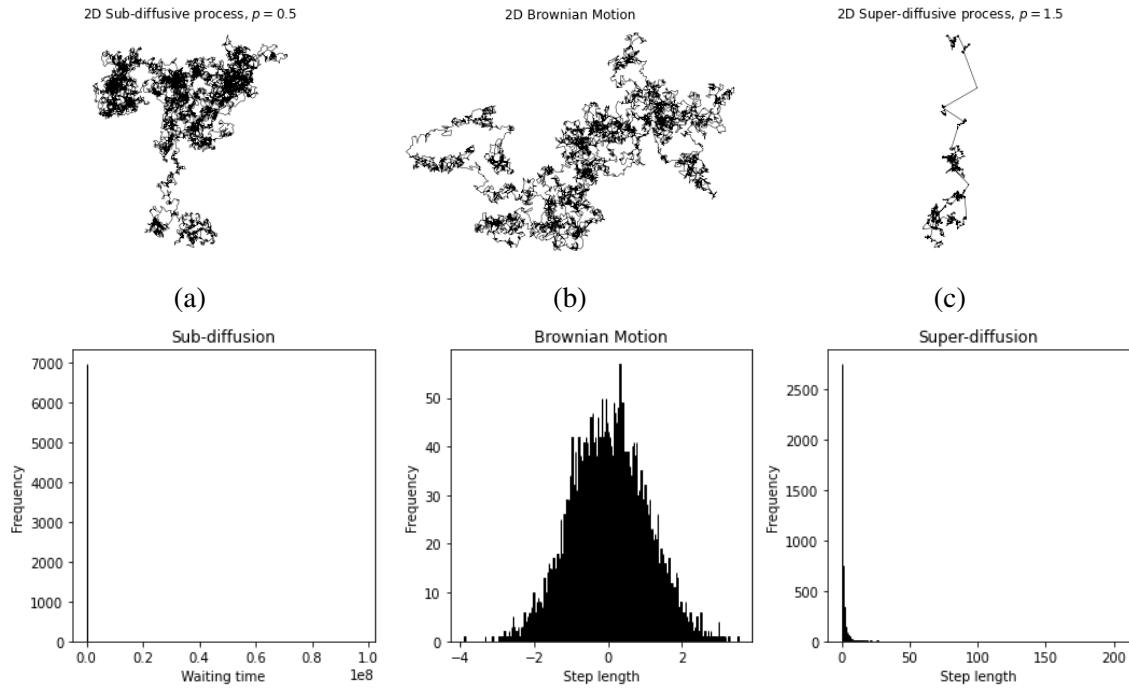 2D Sub-diffusive process, p = 0.5
2D Brownian Motion
2D Super-diffusive process, p = 1.5
(a)
(b)
(c)
Sub-diffusion
7000
6000
5000
4000
3000
2000
1000
0
Frequency
0.0 0.2 0.4 0.6 0.8 1.0
1e8
Waiting time
Brownian Motion
50
40
30
20
10
0
Frequency
−4 −2 0 2
Step length
Super-diffusion
2500
2000
1500
1000
500
0
Frequency
0 50 100 150 200
Step length